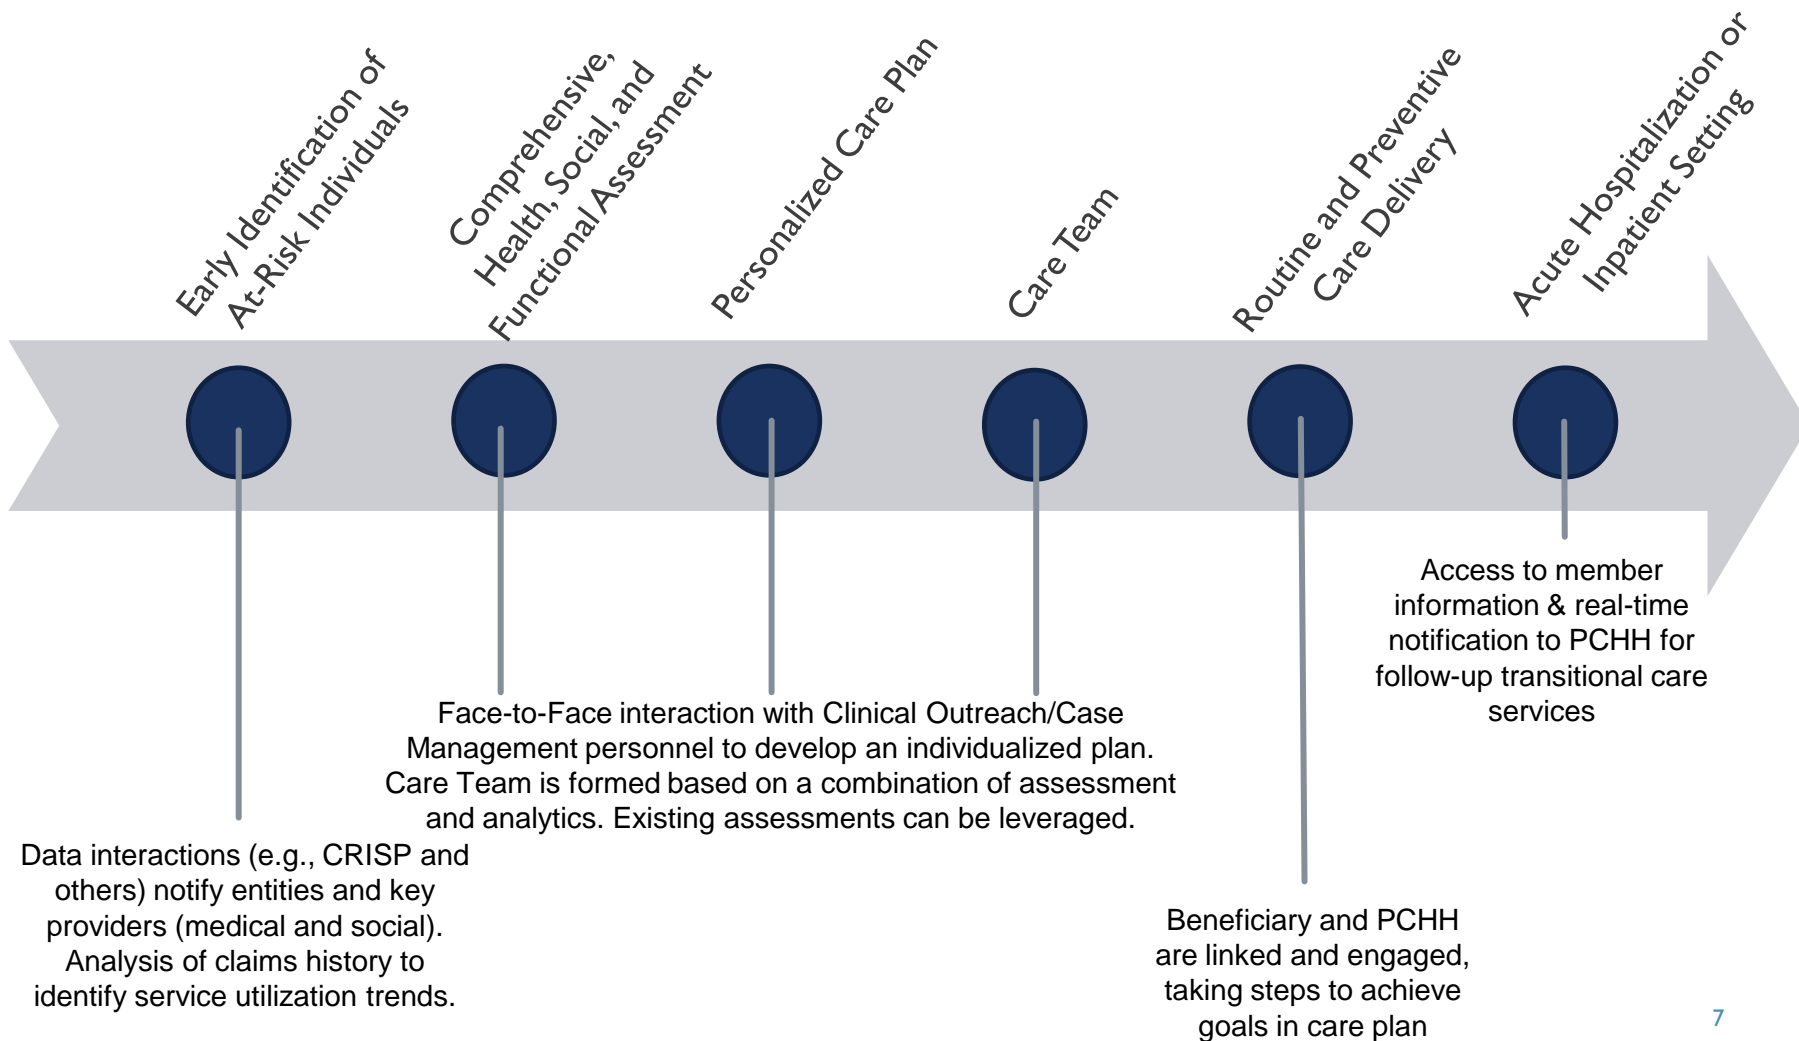 Early Identification of
At-Risk Individuals
Comprehensive,
Health, Social, and
Functional Assessment
Personalized Care Plan
Care Team
Routine and Preventive
Care Delivery
Acute Hospitalization or
Inpatient Setting
Access to member
information & real-time
notification to PCHH for
follow-up transitional care
services
Face-to-Face interaction with Clinical Outreach/Case
Management personnel to develop an individualized plan.
Care Team is formed based on a combination of assessment
and analytics. Existing assessments can be leveraged.
Data interactions (e.g., CRISP and
others) notify entities and key
providers (medical and social).
Analysis of claims history to
identify service utilization trends.
Beneficiary and PCHH
are linked and engaged,
taking steps to achieve
goals in care plan
7